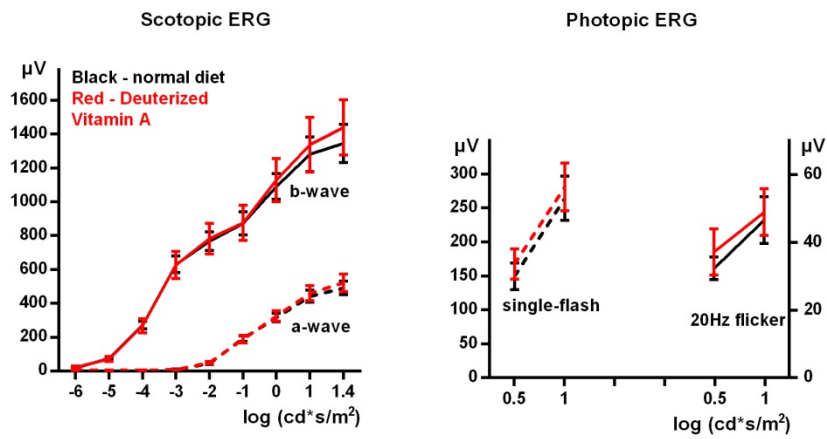 Scotopic ERG
Photopic ERG
µV
Black - normal diet
Red - Deuterized
Vitamin A
1600
1400
1200
1000
800
600
400
200
0
b-wave
a-wave
-6 -5 -4 -3 -2 -1 0 1 1.4
log (cd*s/m²)
µV
300
250
200
150
100
50
0
single-flash
0.5 1 0.5 1
log (cd*s/m²)
20Hz flicker
µV
60
40
20
0